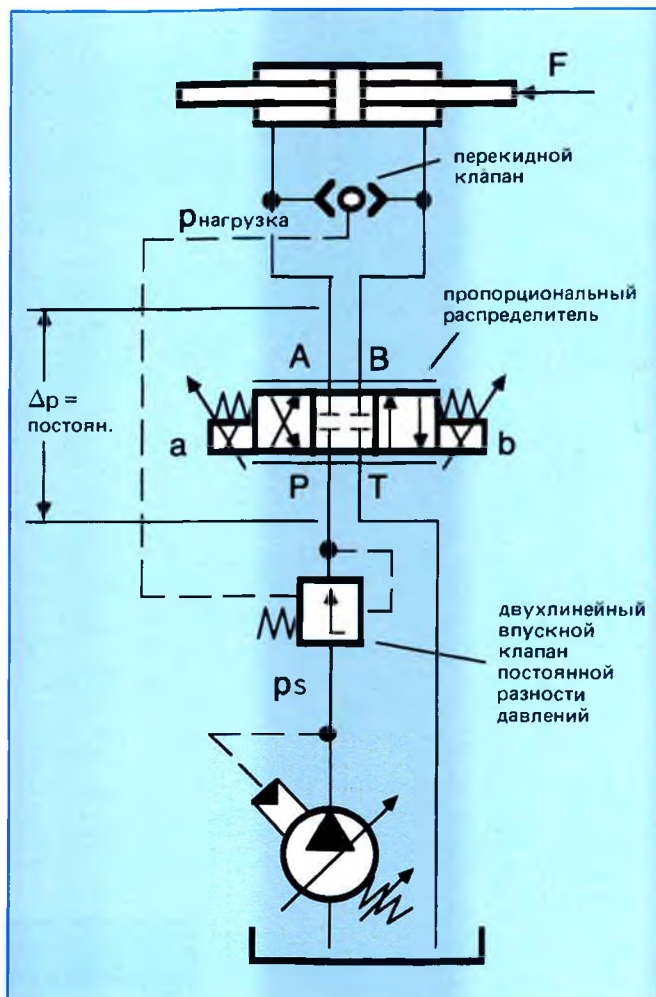 F
перекидной
клапан
pнагрузка
пропорциональный
распределитель
A
B
Δp =
постоян.
a
b
P
T
двухлинейный
впускной
клапан
постоянной
разности
давлений
ps